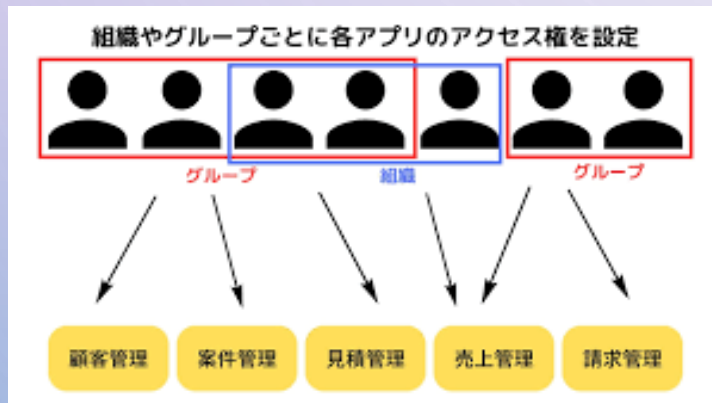 組織やグループごとに各アプリのアクセス権を設定
グループ
組織
グループ
顧客管理
案件管理
見積管理
売上管理
請求管理